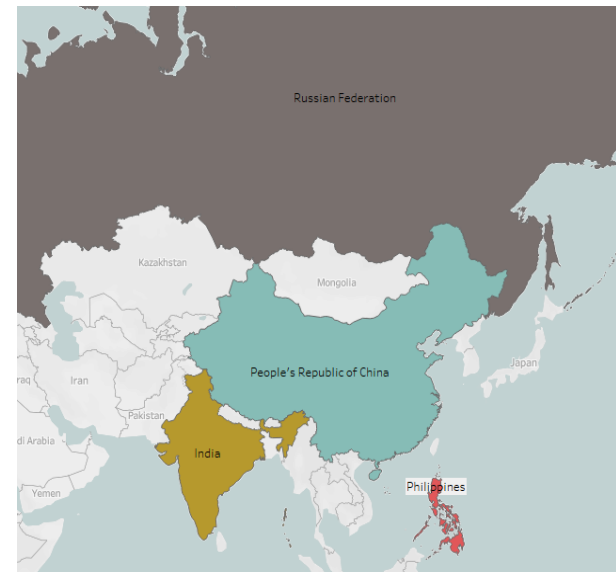 Russian Federation
Kazakhstan
Mongolia
People's Republic of China
Japan
Iran
raq
Pakistan
di Arabia
India
Yemen
Philippines